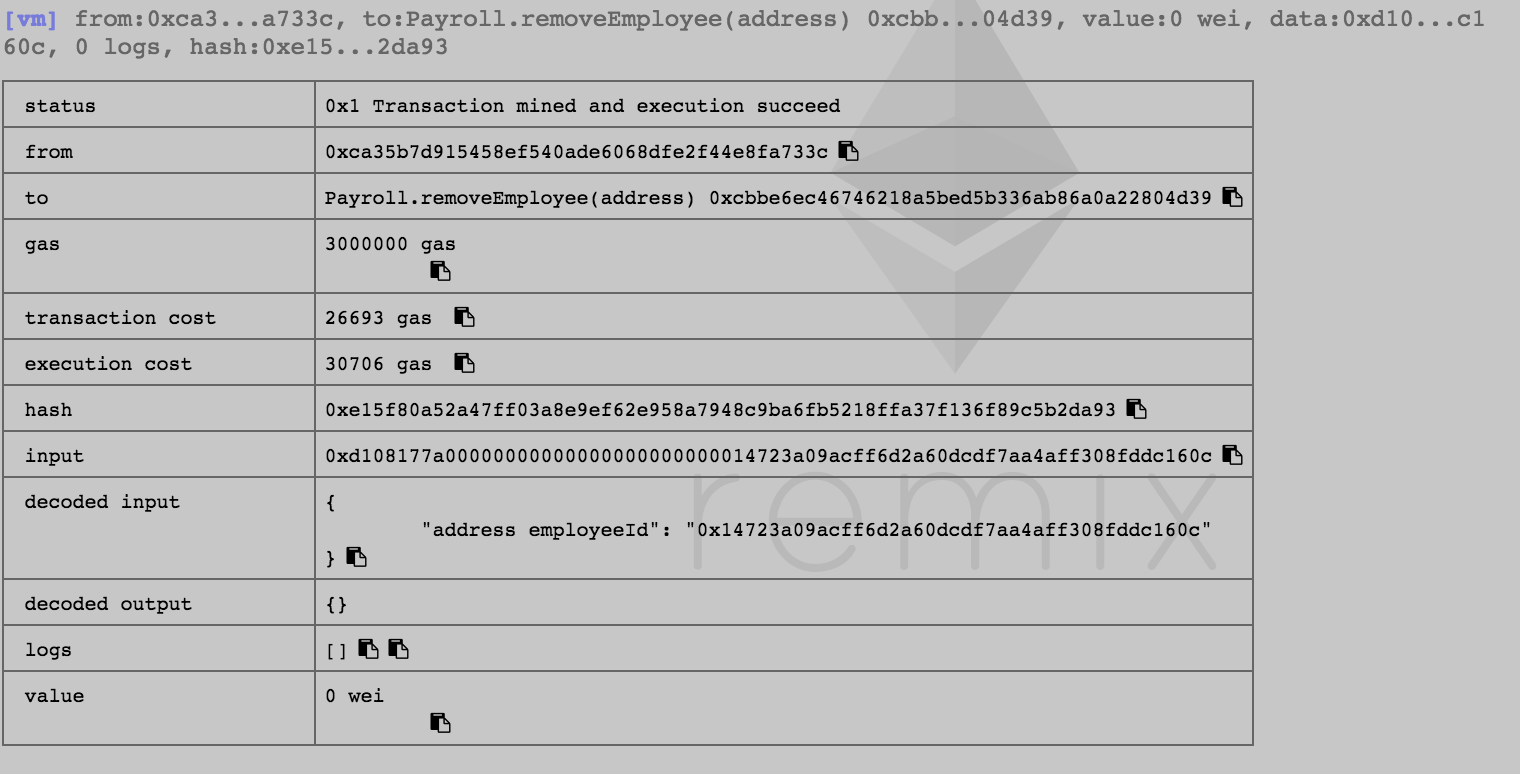 [vm] from:0xca3...a733c, to:Payroll.removeEmployee(address) 0xcbb...04d39, value:0 wei, data:0xd10...c1
60c, 0 logs, hash:0xe15...2da93
status 0x1 Transaction mined and execution succeed
from 0xca35b7d915458ef540ade6068dfe2f44e8fa733c
to Payroll.removeEmployee(address) 0xcbbe6ec46746218a5bed5b336ab86a0a22804d39
gas 3000000 gas
transaction cost 26693 gas
execution cost 30706 gas
hash 0xe15f80a52a47ff03a8e9ef62e958a7948c9ba6fb5218ffa37f136f89c5b2da93
input 0xd108177a00000000000000000000000014723a09acff6d2a60dcdf7aa4aff308fddc160c
decoded input {
"address employeeId": "0x14723a09acff6d2a60dcdf7aa4aff308fddc160c"
}
remix
decoded output {}
logs []
value 0 wei